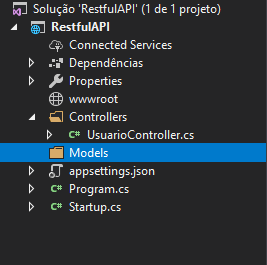 Solução 'RestfulAPI' (1 de 1 projeto)
RestfulAPI
Connected Services
Dependências
Properties
wwwroot
Controllers
C# UsuarioController.cs
Models
appsettings.json
C# Program.cs
C# Startup.cs